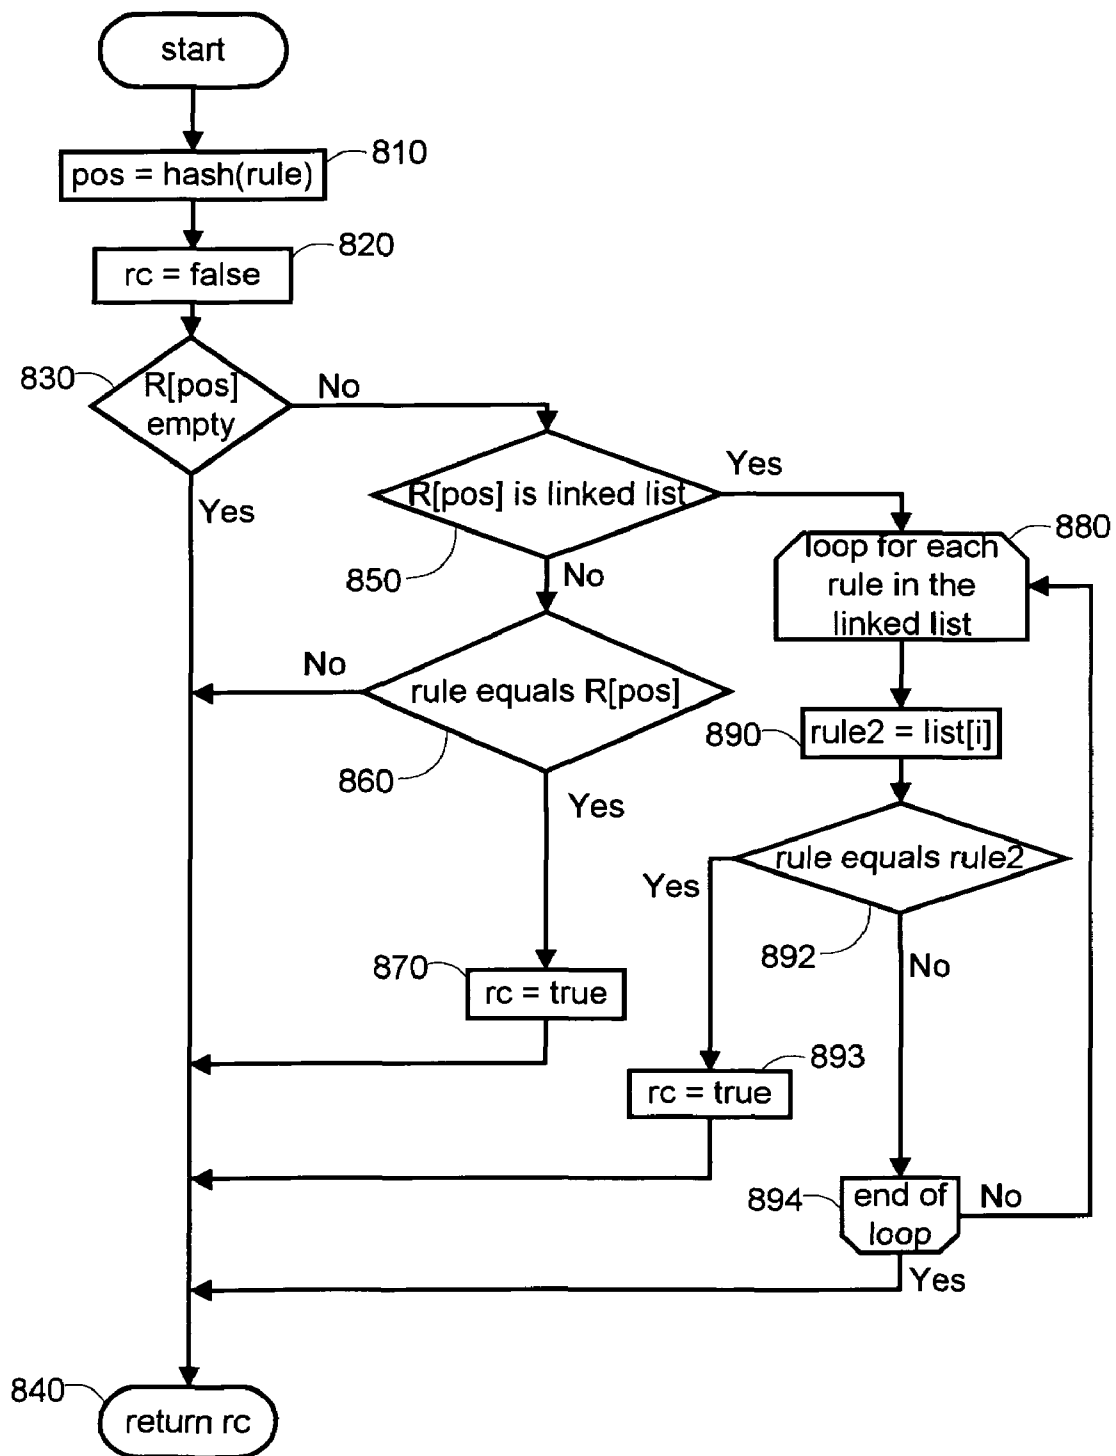 start
810
pos = hash(rule)
820
rc = false
830
R[pos]
empty
No
Yes
R[pos] is linked list
Yes
850
No
880
loop for each
rule in the
linked list
No
rule equals R[pos]
860
Yes
890
rule2 = list[i]
rule equals rule2
Yes
892
No
870
rc = true
893
rc = true
894
end of
loop
No
Yes
840
return rc